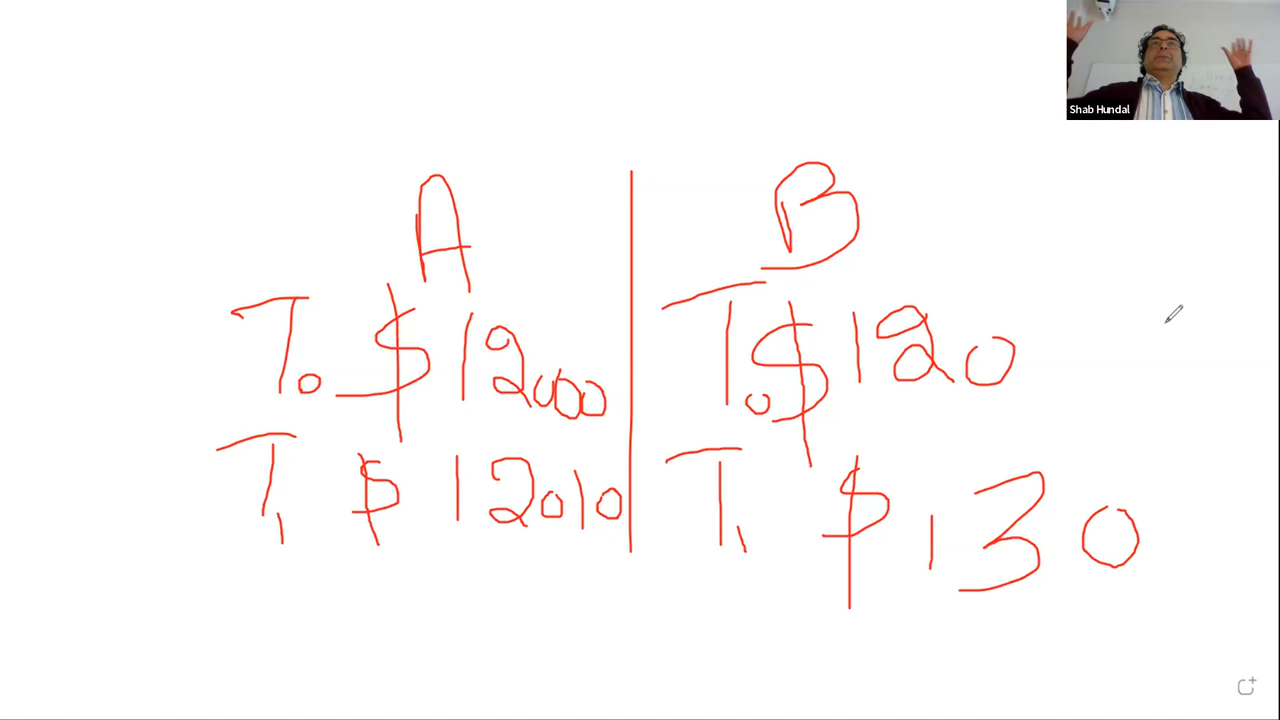 Shab Hundal
A
T0 $12000
T1 $12010
B
T0 $120
T1 $130